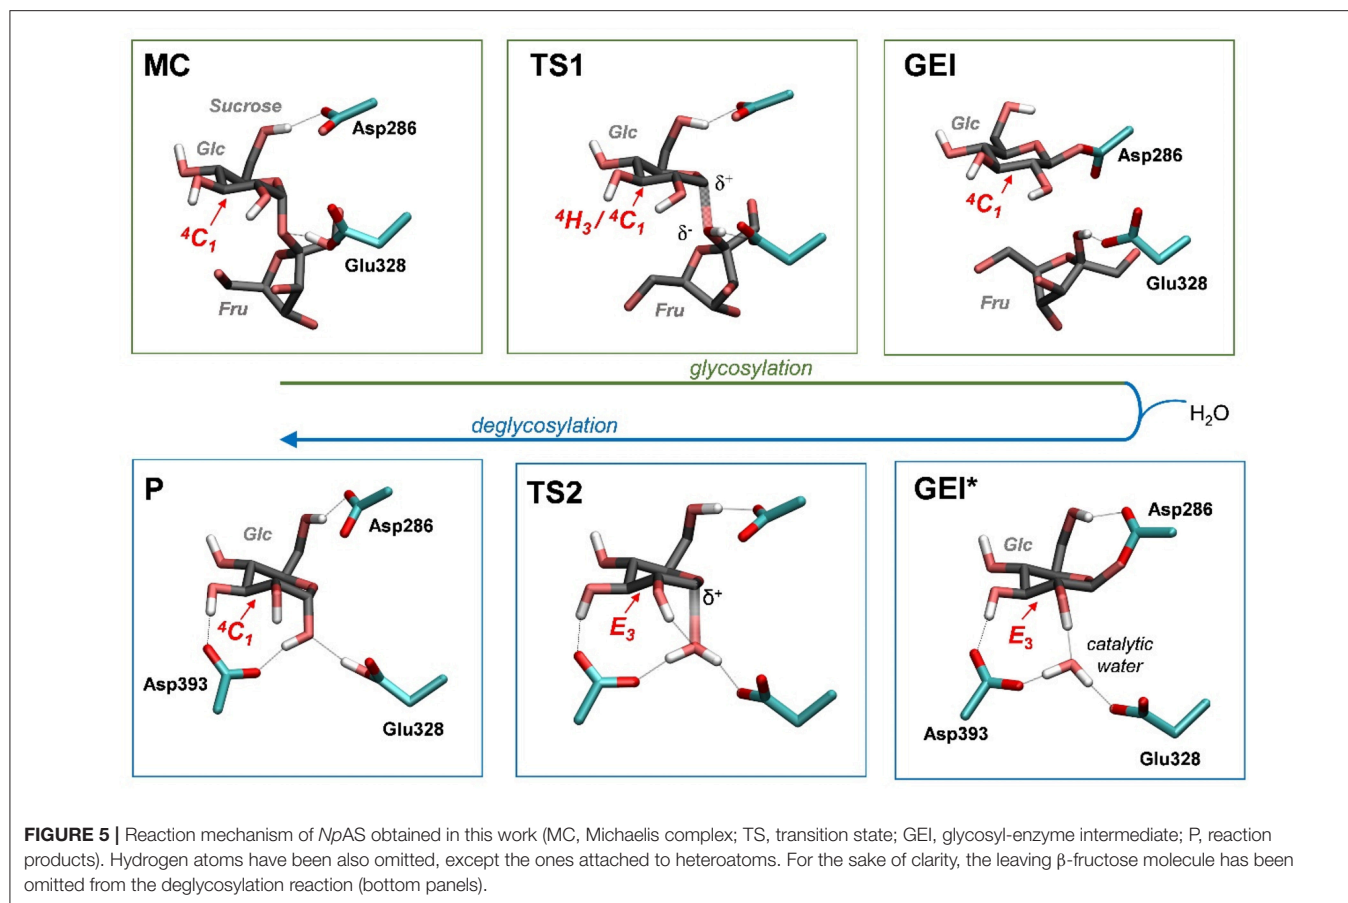 MC
Sucrose
Asp286
Glc
⁴C₁
Glu328
Fru
TS1
Glc
δ⁺
⁴H₃ / ⁴C₁
δ⁻
Fru
GEI
Glc
Asp286
⁴C₁
Glu328
Fru
glycosylation
H₂O
deglycosylation
P
Asp286
Glc
⁴C₁
Asp393
Glu328
TS2
δ⁺
E₃
GEI*
Asp286
Glc
E₃
catalytic
water
Asp393
Glu328
FIGURE 5 | Reaction mechanism of NpAS obtained in this work (MC, Michaelis complex; TS, transition state; GEI, glycosyl-enzyme intermediate; P, reaction
products). Hydrogen atoms have been also omitted, except the ones attached to heteroatoms. For the sake of clarity, the leaving β-fructose molecule has been
omitted from the deglycosylation reaction (bottom panels).